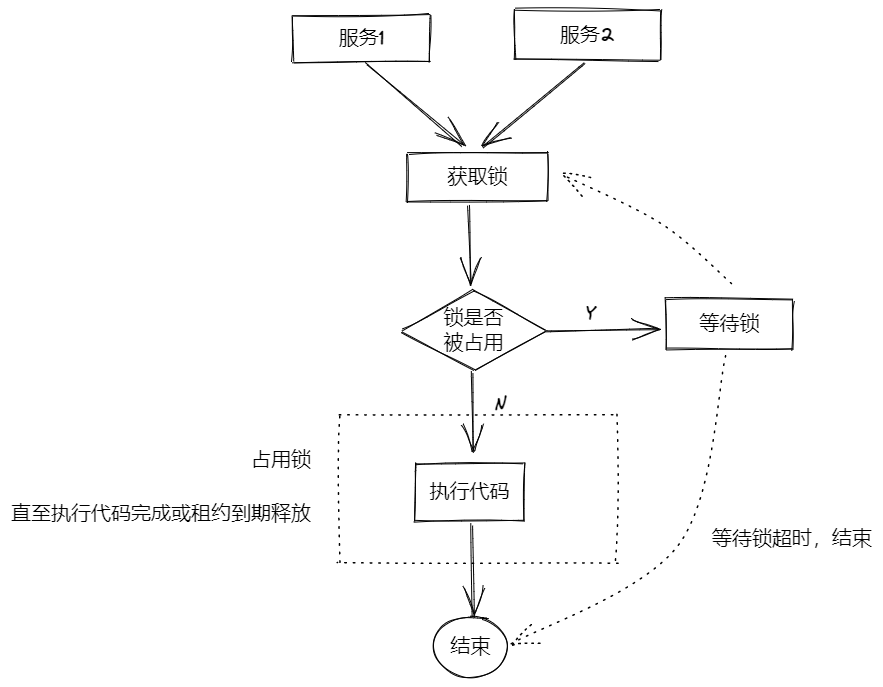 服务1
服务2
获取锁
锁是否
被占用
Y
等待锁
N
占用锁
执行代码
直至执行代码完成或租约到期释放
等待锁超时，结束
结束